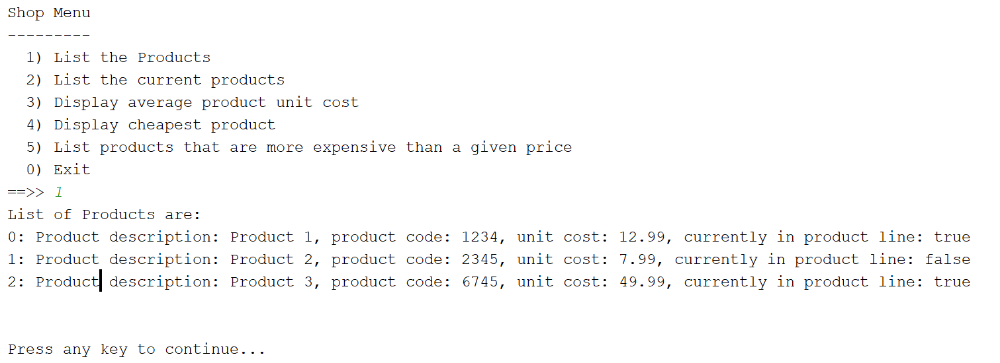 Shop Menu
---------
  1) List the Products
  2) List the current products
  3) Display average product unit cost
  4) Display cheapest product
  5) List products that are more expensive than a given price
  0) Exit
==>> 1
List of Products are:
0: Product description: Product 1, product code: 1234, unit cost: 12.99, currently in product line: true
1: Product description: Product 2, product code: 2345, unit cost: 7.99, currently in product line: false
2: Product description: Product 3, product code: 6745, unit cost: 49.99, currently in product line: true
Press any key to continue...